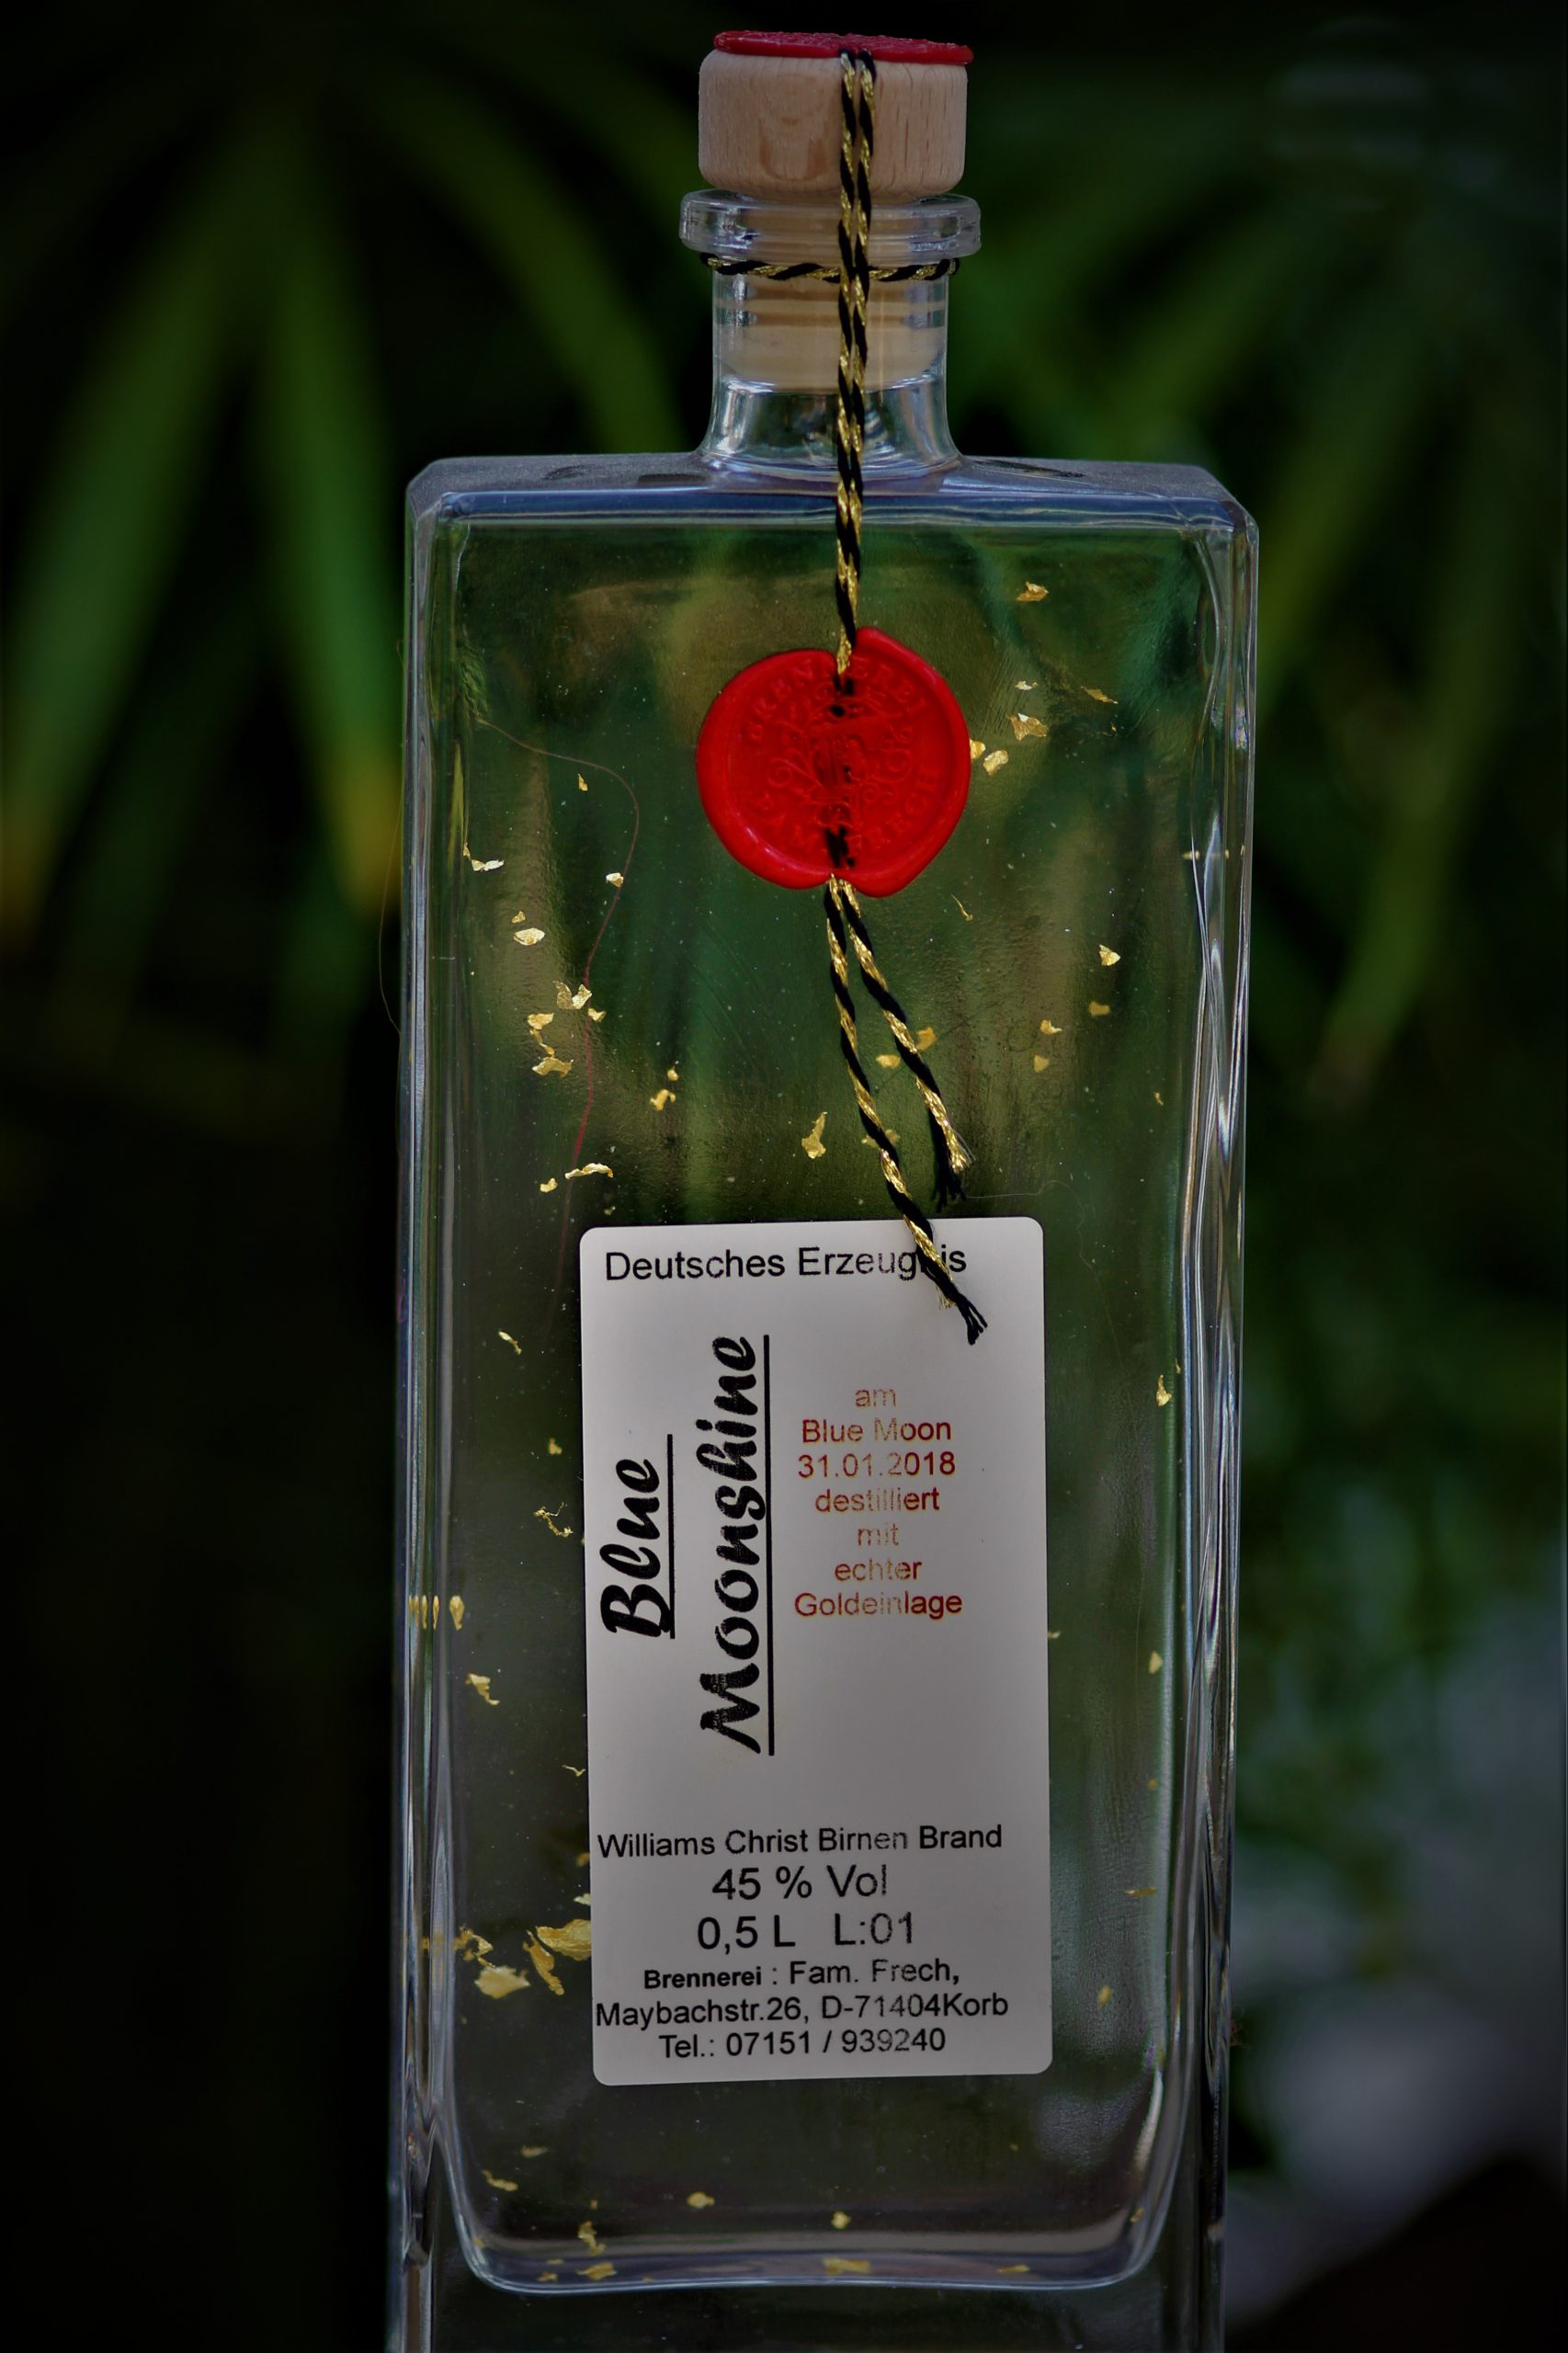 Deutsches Erzeugnis
Blue
Moonshine
am
Blue Moon
31.01.2018
destilliert
mit
echter
Goldeinlage
Williams Christ Birnen Brand
45 % Vol
0,5 L L:01
Brennerei : Fam. Frech,
Maybachstr.26, D-71404Korb
Tel.: 07151 / 939240